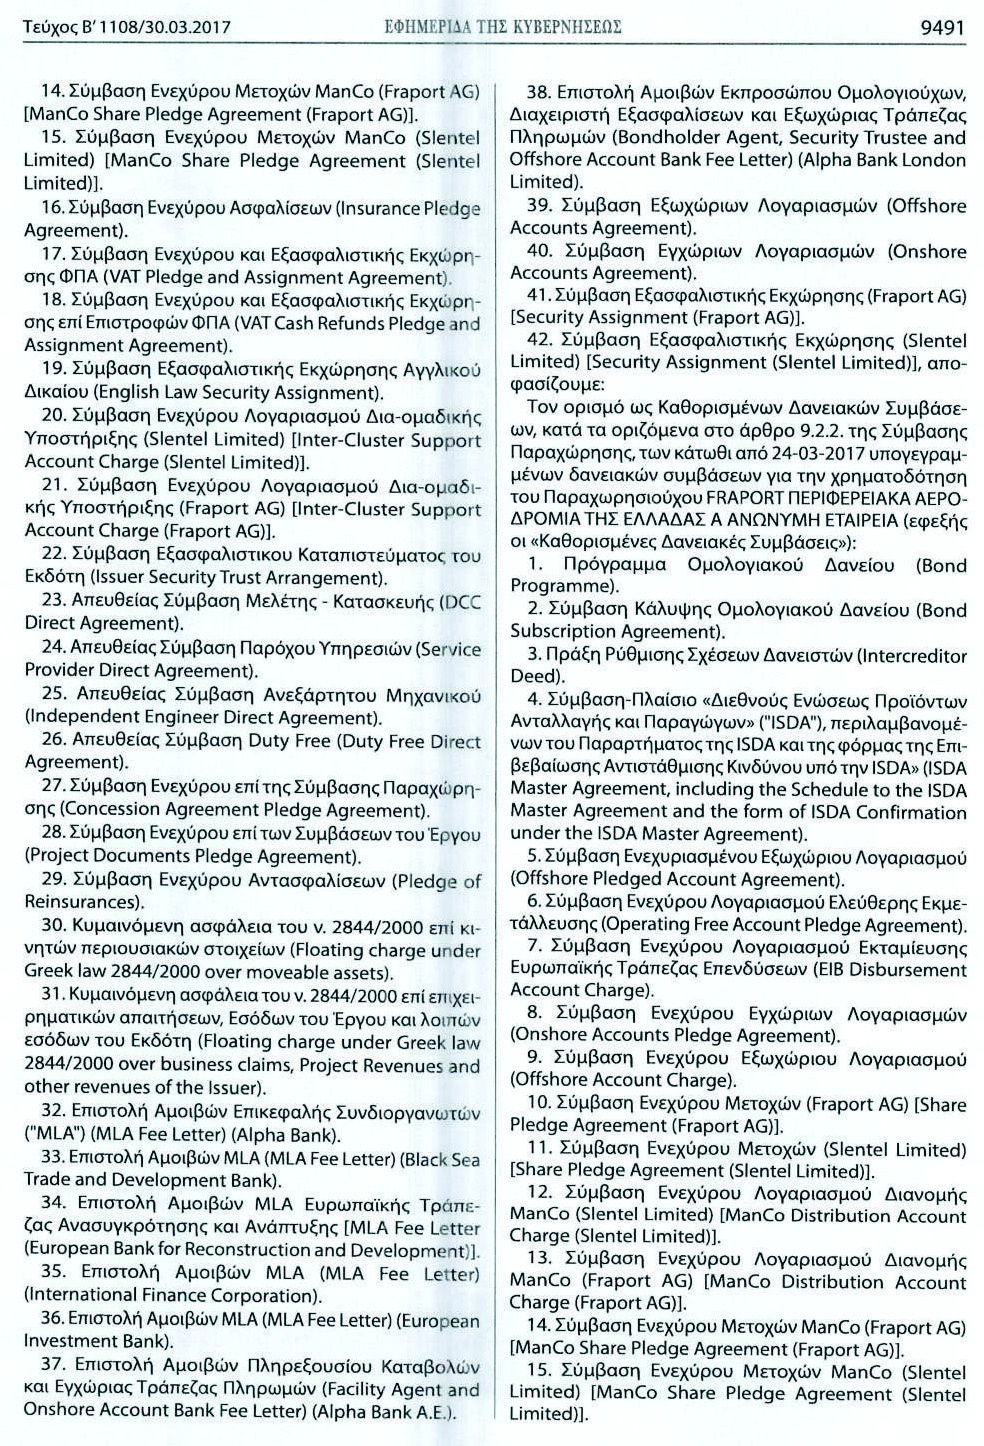 Τεύχος Β' 1108/30.03.2017 ΕΦΗΜΕΡΙΔΑ ΤΗΣ ΚΥΒΕΡΝΗΣΕΩΣ 9491
14. Σύμβαση Ενεχύρου Μετοχών ManCo (Fraport AG)
[ManCo Share Pledge Agreement (Fraport AG)].
15. Σύμβαση Ενεχύρου Μετοχών ManCo (Slentel
Limited) [ManCo Share Pledge Agreement (Slentel
Limited)].
16. Σύμβαση Ενεχύρου Ασφαλίσεων (Insurance Pledge
Agreement).
17. Σύμβαση Ενεχύρου και Εξασφαλιστικής Εκχώρη-
σης ΦΠΑ (VAT Pledge and Assignment Agreement).
18. Σύμβαση Ενεχύρου και Εξασφαλιστικής Εκχώρη-
σης επί Επιστροφών ΦΠΑ (VAT Cash Refunds Pledge and
Assignment Agreement).
19. Σύμβαση Εξασφαλιστικής Εκχώρησης Αγγλικού
Δικαίου (English Law Security Assignment).
20. Σύμβαση Ενεχύρου Λογαριασμού Δια-ομαδικής
Υποστήριξης (Slentel Limited) [Inter-Cluster Support
Account Charge (Slentel Limited)].
21. Σύμβαση Ενεχύρου Λογαριασμού Δια-ομαδι-
κής Υποστήριξης (Fraport AG) [Inter-Cluster Support
Account Charge (Fraport AG)].
22. Σύμβαση Εξασφαλιστικου Καταπιστεύματος του
Εκδότη (Issuer Security Trust Arrangement).
23. Απευθείας Σύμβαση Μελέτης - Κατασκευής (DCC
Direct Agreement).
24. Απευθείας Σύμβαση Παρόχου Υπηρεσιών (Service
Provider Direct Agreement).
25. Απευθείας Σύμβαση Ανεξάρτητου Μηχανικού
(Independent Engineer Direct Agreement).
26. Απευθείας Σύμβαση Duty Free (Duty Free Direct
Agreement).
27. Σύμβαση Ενεχύρου επί της Σύμβασης Παραχώρη-
σης (Concession Agreement Pledge Agreement).
28. Σύμβαση Ενεχύρου επί των Συμβάσεων του Έργου
(Project Documents Pledge Agreement).
29. Σύμβαση Ενεχύρου Αντασφαλίσεων (Pledge of
Reinsurances).
30. Κυμαινόμενη ασφάλεια του ν. 2844/2000 επί κι-
νητών περιουσιακών στοιχείων (Floating charge under
Greek law 2844/2000 over moveable assets).
31. Κυμαινόμενη ασφάλεια του ν. 2844/2000 επί επιχει-
ρηματικών απαιτήσεων, Εσόδων του Έργου και λοιπών
εσόδων του Εκδότη (Floating charge under Greek law
2844/2000 over business claims, Project Revenues and
other revenues of the Issuer).
32. Επιστολή Αμοιβών Επικεφαλής Συνδιοργανωτών
("MLA") (MLA Fee Letter) (Alpha Bank).
33. Επιστολή Αμοιβών MLA (MLA Fee Letter) (Black Sea
Trade and Development Bank).
34. Επιστολή Αμοιβών MLA Ευρωπαϊκής Τράπε-
ζας Ανασυγκρότησης και Ανάπτυξης [MLA Fee Letter
(European Bank for Reconstruction and Development)].
35. Επιστολή Αμοιβών MLA (MLA Fee Letter)
(International Finance Corporation).
36. Επιστολή Αμοιβών MLA (MLA Fee Letter) (European
Investment Bank).
37. Επιστολή Αμοιβών Πληρεξουσίου Καταβολών
και Εγχώριας Τράπεζας Πληρωμών (Facility Agent and
Onshore Account Bank Fee Letter) (Alpha Bank A.E.).
38. Επιστολή Αμοιβών Εκπροσώπου Ομολογιούχων,
Διαχειριστή Εξασφαλίσεων και Εξωχώριας Τράπεζας
Πληρωμών (Bondholder Agent, Security Trustee and
Offshore Account Bank Fee Letter) (Alpha Bank London
Limited).
39. Σύμβαση Εξωχώριων Λογαριασμών (Offshore
Accounts Agreement).
40. Σύμβαση Εγχώριων Λογαριασμών (Onshore
Accounts Agreement).
41. Σύμβαση Εξασφαλιστικής Εκχώρησης (Fraport AG)
[Security Assignment (Fraport AG)].
42. Σύμβαση Εξασφαλιστικής Εκχώρησης (Slentel
Limited) [Security Assignment (Slentel Limited)], απο-
φασίζουμε:
Τον ορισμό ως Καθορισμένων Δανειακών Συμβάσε-
ων, κατά τα οριζόμενα στο άρθρο 9.2.2. της Σύμβασης
Παραχώρησης, των κάτωθι από 24-03-2017 υπογεγραμ-
μένων δανειακών συμβάσεων για την χρηματοδότηση
του Παραχωρησιούχου FRAPORT ΠΕΡΙΦΕΡΕΙΑΚΑ ΑΕΡΟ-
ΔΡΟΜΙΑ ΤΗΣ ΕΛΛΑΔΑΣ Α ΑΝΩΝΥΜΗ ΕΤΑΙΡΕΙΑ (εφεξής
οι «Καθορισμένες Δανειακές Συμβάσεις»):
1. Πρόγραμμα Ομολογιακού Δανείου (Bond
Programme).
2. Σύμβαση Κάλυψης Ομολογιακού Δανείου (Bond
Subscription Agreement).
3. Πράξη Ρύθμισης Σχέσεων Δανειστών (Intercreditor
Deed).
4. Σύμβαση-Πλαίσιο «Διεθνούς Ενώσεως Προϊόντων
Ανταλλαγής και Παραγώγων» ("ISDA"), περιλαμβανομέ-
νων του Παραρτήματος της ISDA και της φόρμας της Επι-
βεβαίωσης Αντιστάθμισης Κινδύνου υπό την ISDA» (ISDA
Master Agreement, including the Schedule to the ISDA
Master Agreement and the form of ISDA Confirmation
under the ISDA Master Agreement).
5. Σύμβαση Ενεχυριασμένου Εξωχώριου Λογαριασμού
(Offshore Pledged Account Agreement).
6. Σύμβαση Ενεχύρου Λογαριασμού Ελεύθερης Εκμε-
τάλλευσης (Operating Free Account Pledge Agreement).
7. Σύμβαση Ενεχύρου Λογαριασμού Εκταμίευσης
Ευρωπαϊκής Τράπεζας Επενδύσεων (EIB Disbursement
Account Charge).
8. Σύμβαση Ενεχύρου Εγχώριων Λογαριασμών
(Onshore Accounts Pledge Agreement).
9. Σύμβαση Ενεχύρου Εξωχώριου Λογαριασμού
(Offshore Account Charge).
10. Σύμβαση Ενεχύρου Μετοχών (Fraport AG) [Share
Pledge Agreement (Fraport AG)].
11. Σύμβαση Ενεχύρου Μετοχών (Slentel Limited)
[Share Pledge Agreement (Slentel Limited)].
12. Σύμβαση Ενεχύρου Λογαριασμού Διανομής
ManCo (Slentel Limited) [ManCo Distribution Account
Charge (Slentel Limited)].
13. Σύμβαση Ενεχύρου Λογαριασμού Διανομής
ManCo (Fraport AG) [ManCo Distribution Account
Charge (Fraport AG)].
14. Σύμβαση Ενεχύρου Μετοχών ManCo (Fraport AG)
[ManCo Share Pledge Agreement (Fraport AG)].
15. Σύμβαση Ενεχύρου Μετοχών ManCo (Slentel
Limited) [ManCo Share Pledge Agreement (Slentel
Limited)].